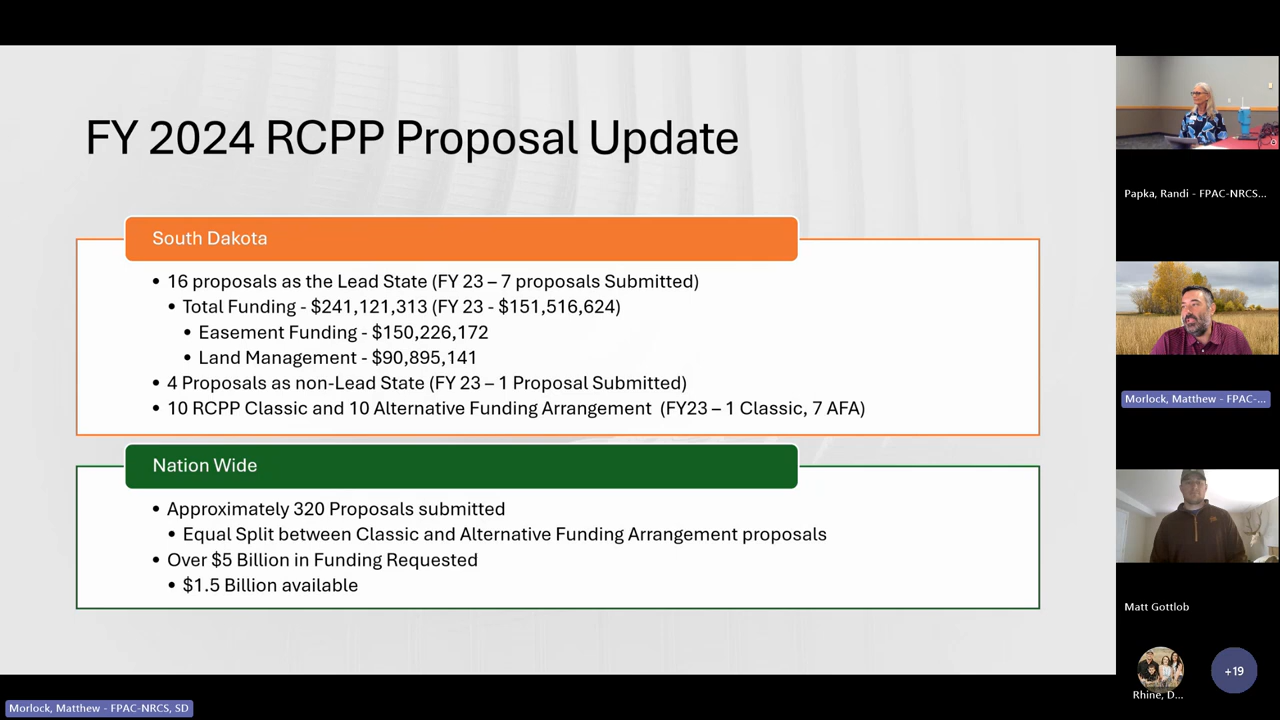 FY 2024 RCPP Proposal Update
South Dakota
• 16 proposals as the Lead State (FY 23 – 7 proposals Submitted)
• Total Funding - $241,121,313 (FY 23 - $151,516,624)
• Easement Funding - $150,226,172
• Land Management - $90,895,141
• 4 Proposals as non-Lead State (FY 23 – 1 Proposal Submitted)
• 10 RCPP Classic and 10 Alternative Funding Arrangement (FY23 – 1 Classic, 7 AFA)
Nation Wide
• Approximately 320 Proposals submitted
• Equal Split between Classic and Alternative Funding Arrangement proposals
• Over $5 Billion in Funding Requested
• $1.5 Billion available
Papka, Randi - FPAC-NRCS...
Morlock, Matthew - FPAC-...
Matt Gottlob
Rhine, D...
+19
Morlock, Matthew - FPAC-NRCS, SD